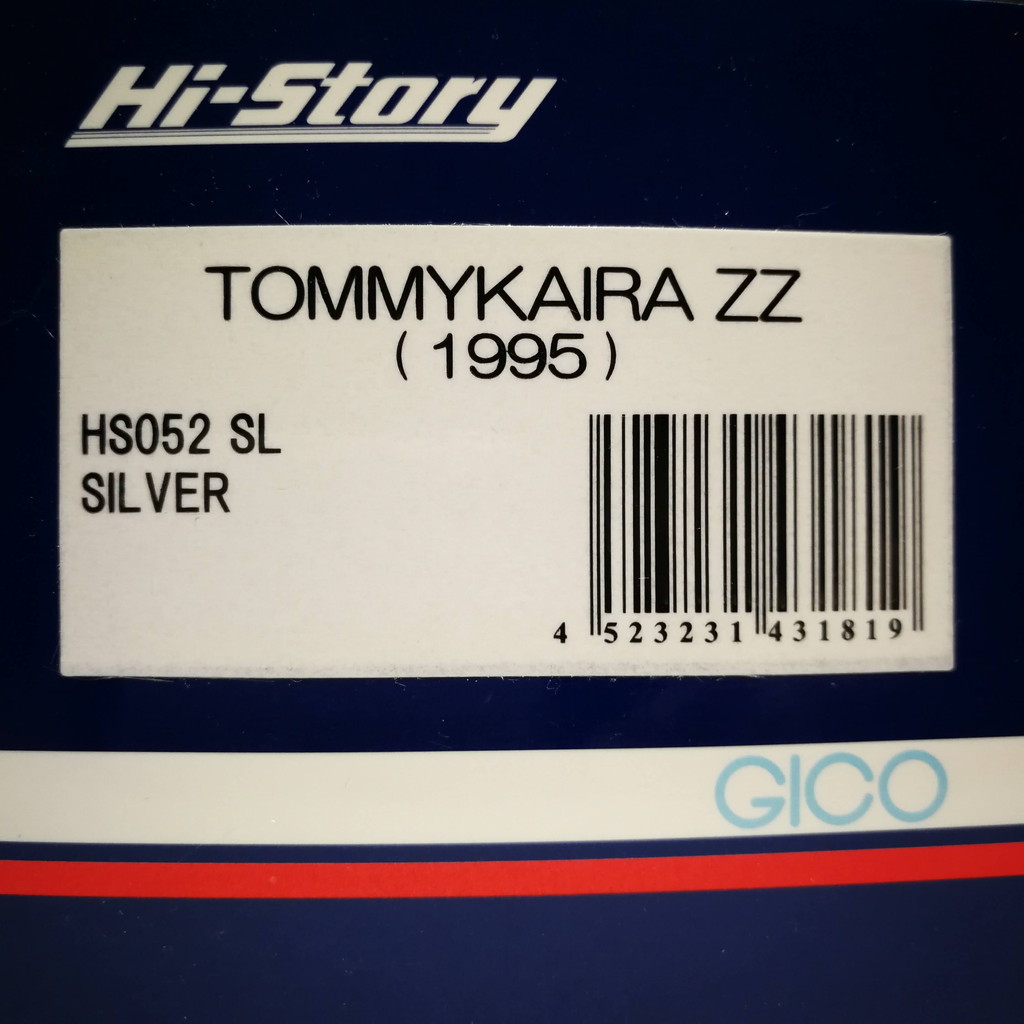 Hi-Story
TOMMYKAIRA ZZ
( 1995 )
HS052 SL
SILVER
4 523231 431819
GICO